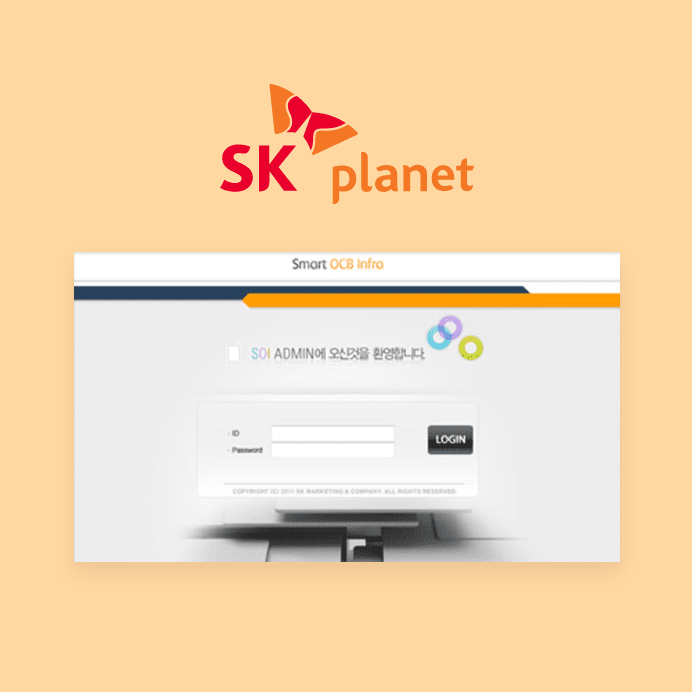 SK planet
Smart OCB Infra
SOI ADMIN에 오신것을 환영합니다.
· ID
· Password
LOGIN
COPYRIGHT (C) 2011 SK MARKETING & COMPANY. ALL RIGHTS RESERVED.